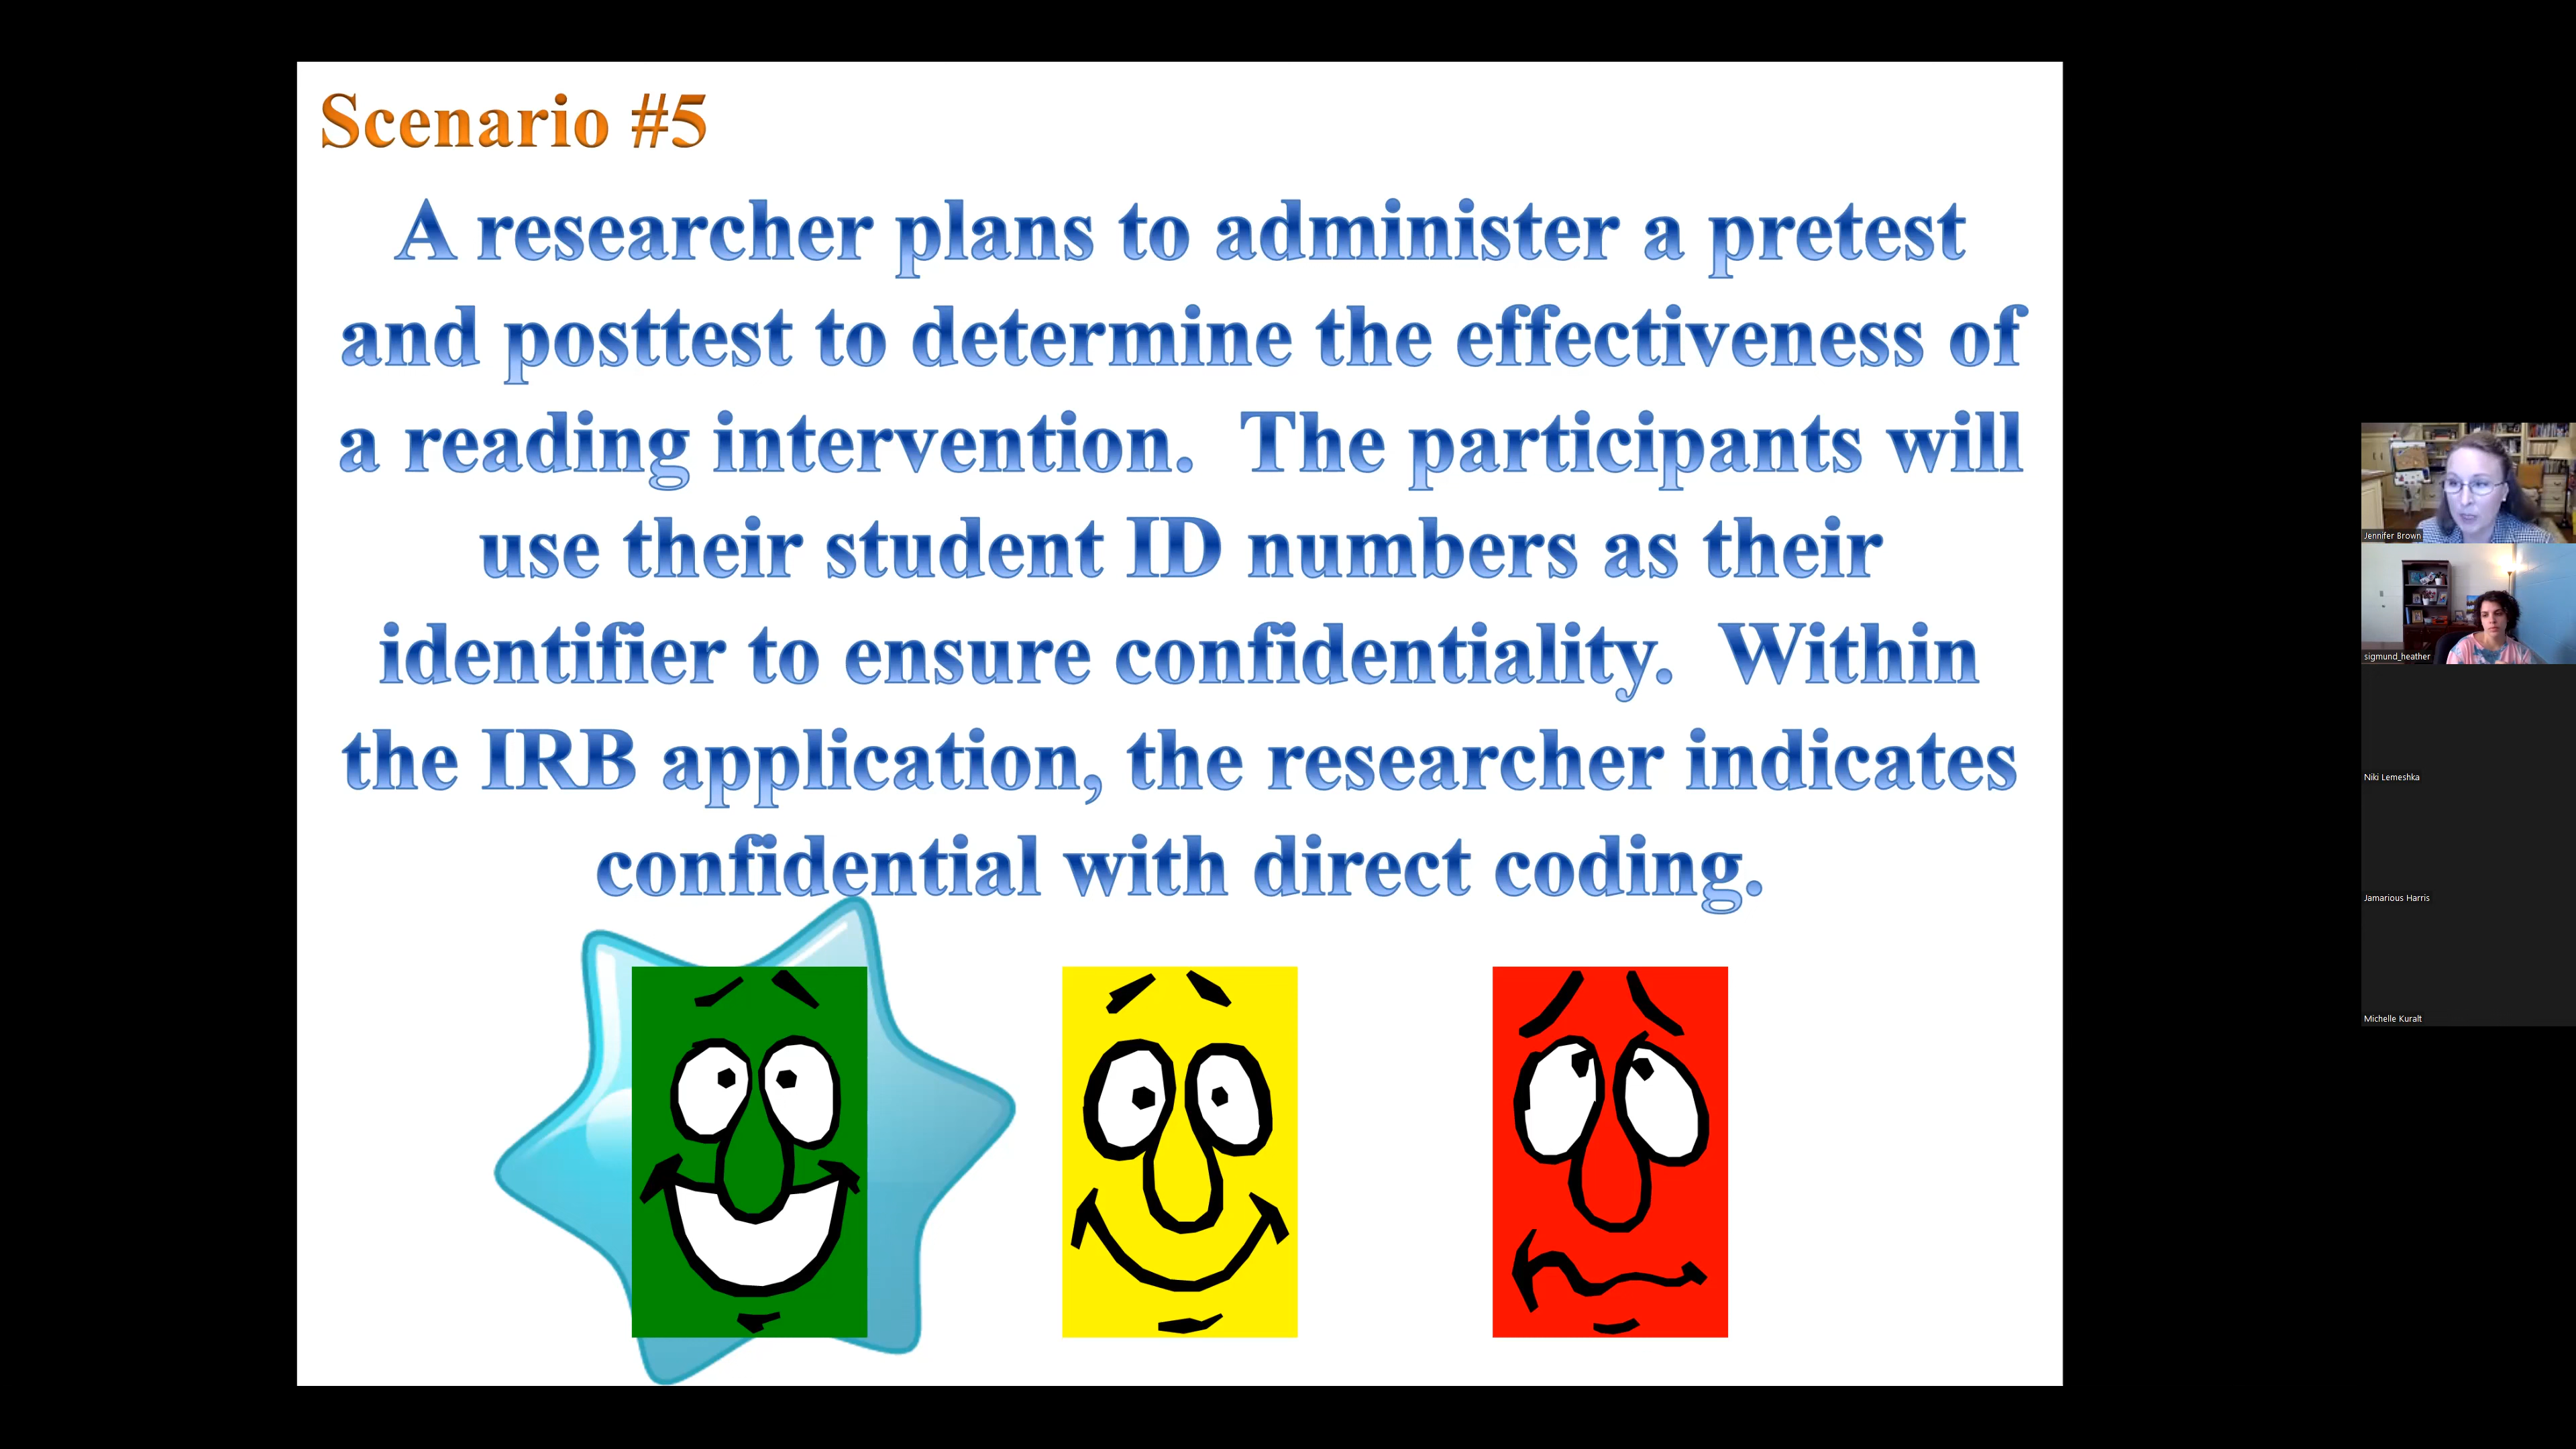 Scenario #5
A researcher plans to administer a pretest
and posttest to determine the effectiveness of
a reading intervention.  The participants will
use their student ID numbers as their
identifier to ensure confidentiality.  Within
the IRB application, the researcher indicates
confidential with direct coding.
Jennifer Brown
sigmund_heather
Niki Lemeshka
Jamarious Harris
Michelle Kuralt